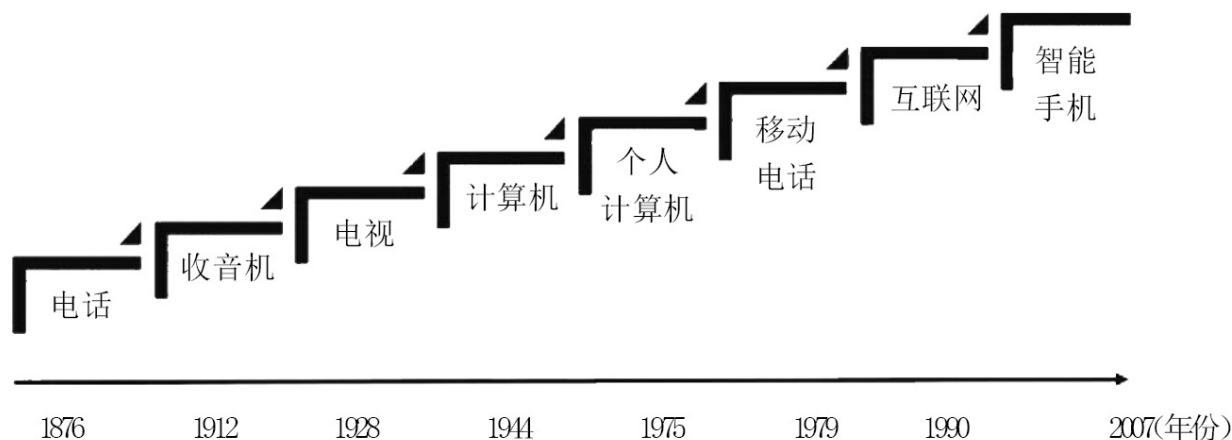 电话
收音机
电视
计算机
个人
计算机
移动
电话
互联网
智能
手机
1876 1912 1928 1944 1975 1979 1990 2007(年份)